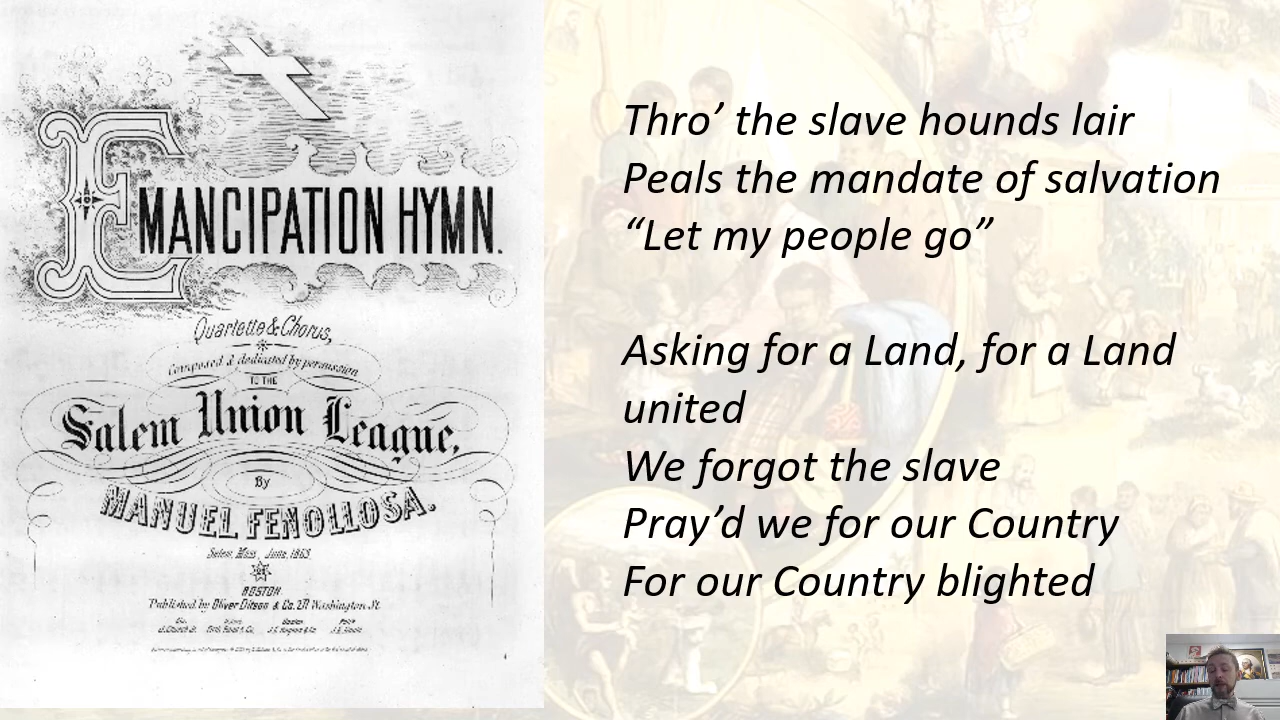 EMANCIPATION HYMN.
Quartette & Chorus,
Composed & dedicated by permission
TO THE
Salem Union League,
By
MANUEL FENOLLOSA.
Salem, Mass, June, 1863.
BOSTON
Published by Oliver Ditson & Co. 277 Washington St.
Thro’ the slave hounds lair
Peals the mandate of salvation
“Let my people go”
Asking for a Land, for a Land
united
We forgot the slave
Pray’d we for our Country
For our Country blighted